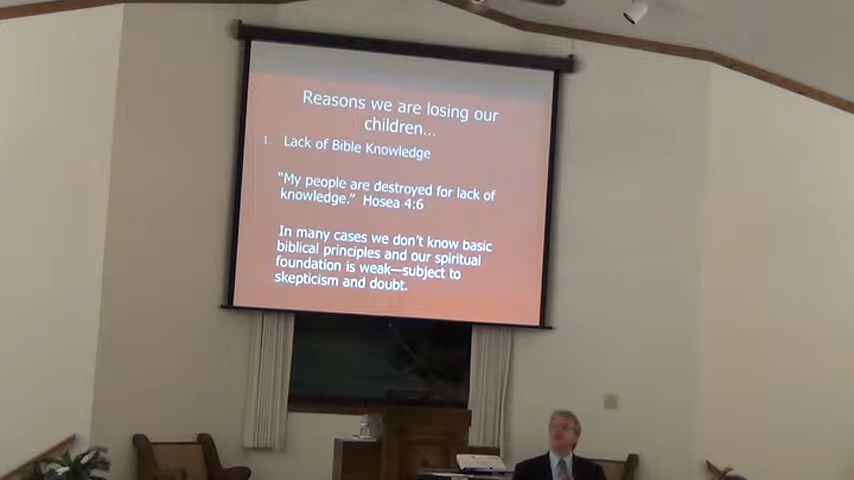 Reasons we are losing our
children...
1. Lack of Bible Knowledge
“My people are destroyed for lack of
knowledge.” Hosea 4:6
In many cases we don’t know basic
biblical principles and our spiritual
foundation is weak—subject to
skepticism and doubt.